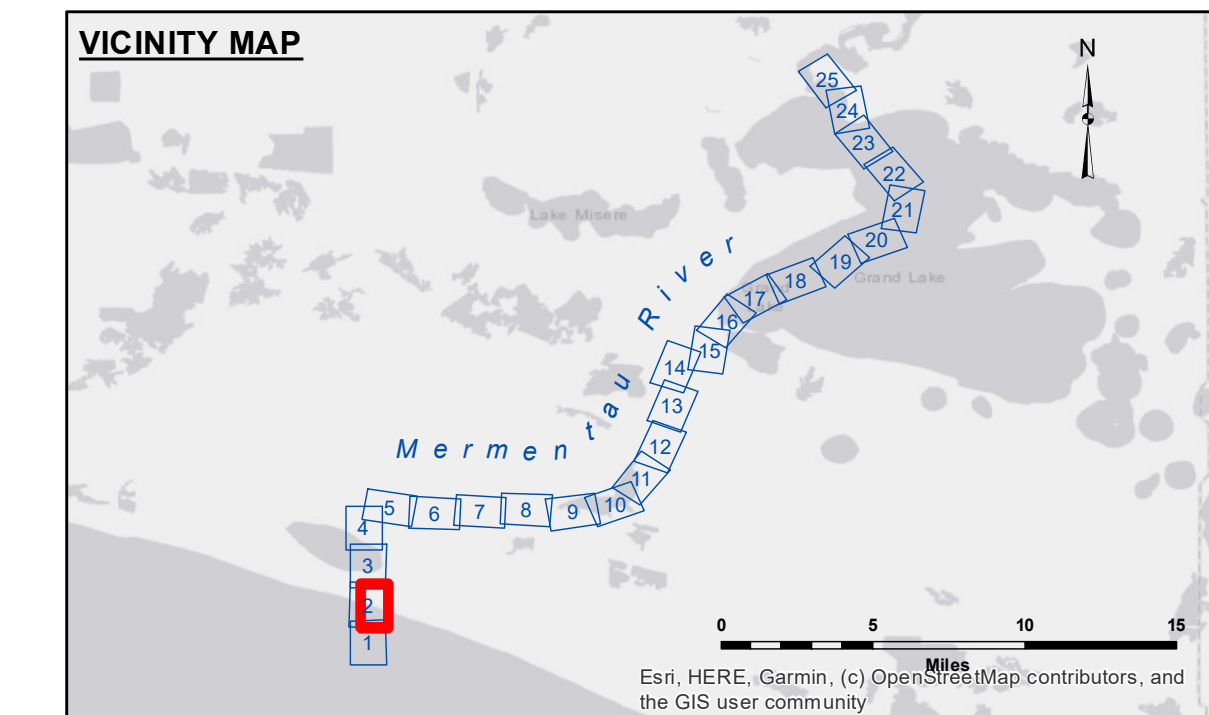 VICINITY MAP
N
25
24
23
22
21
20
19
18
17
16
15
14
13
12
11
10
9
8
7
6
5
4
3
2
1
Lake Misere
Grand Lake
Grand
Lake
Mermentau River
0 5 10 15
Miles
Esri, HERE, Garmin, (c) OpenStreetMap contributors, and
the GIS user community